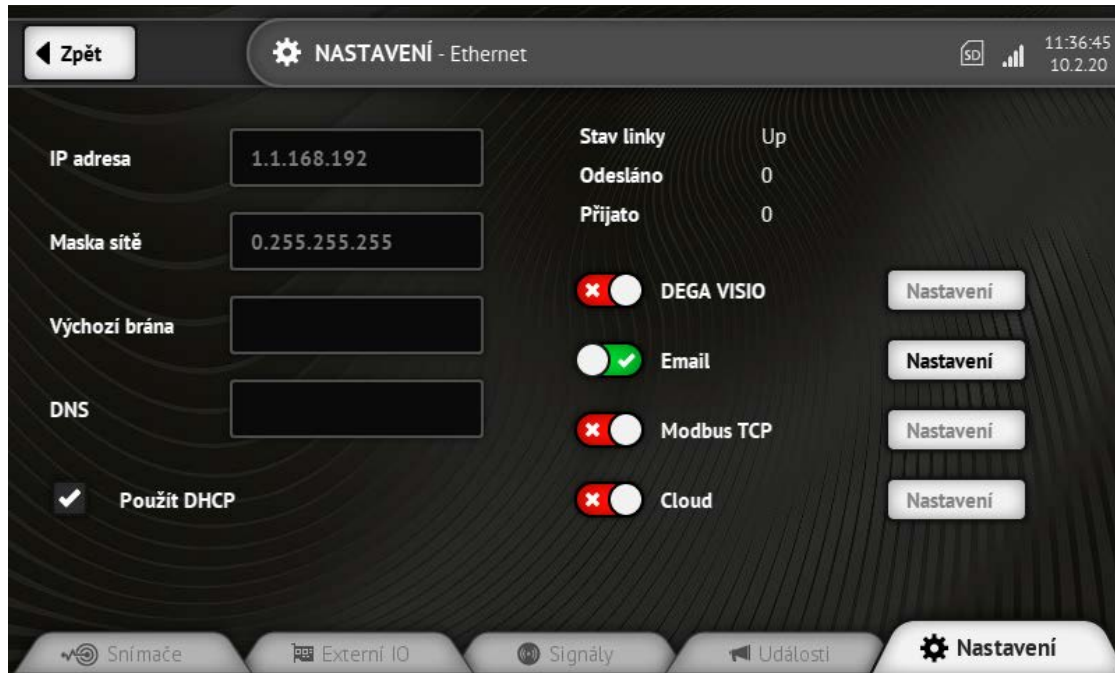 Zpět
NASTAVENÍ - Ethernet
SD
11:36:45
10.2.20
IP adresa
1.1.168.192
Maska sítě
0.255.255.255
Výchozí brána
DNS
Použít DHCP
Stav linky Up
Odesláno 0
Přijato 0
DEGA VISIO Nastavení
Email Nastavení
Modbus TCP Nastavení
Cloud Nastavení
Snímače
Externí IO
Signály
Události
Nastavení